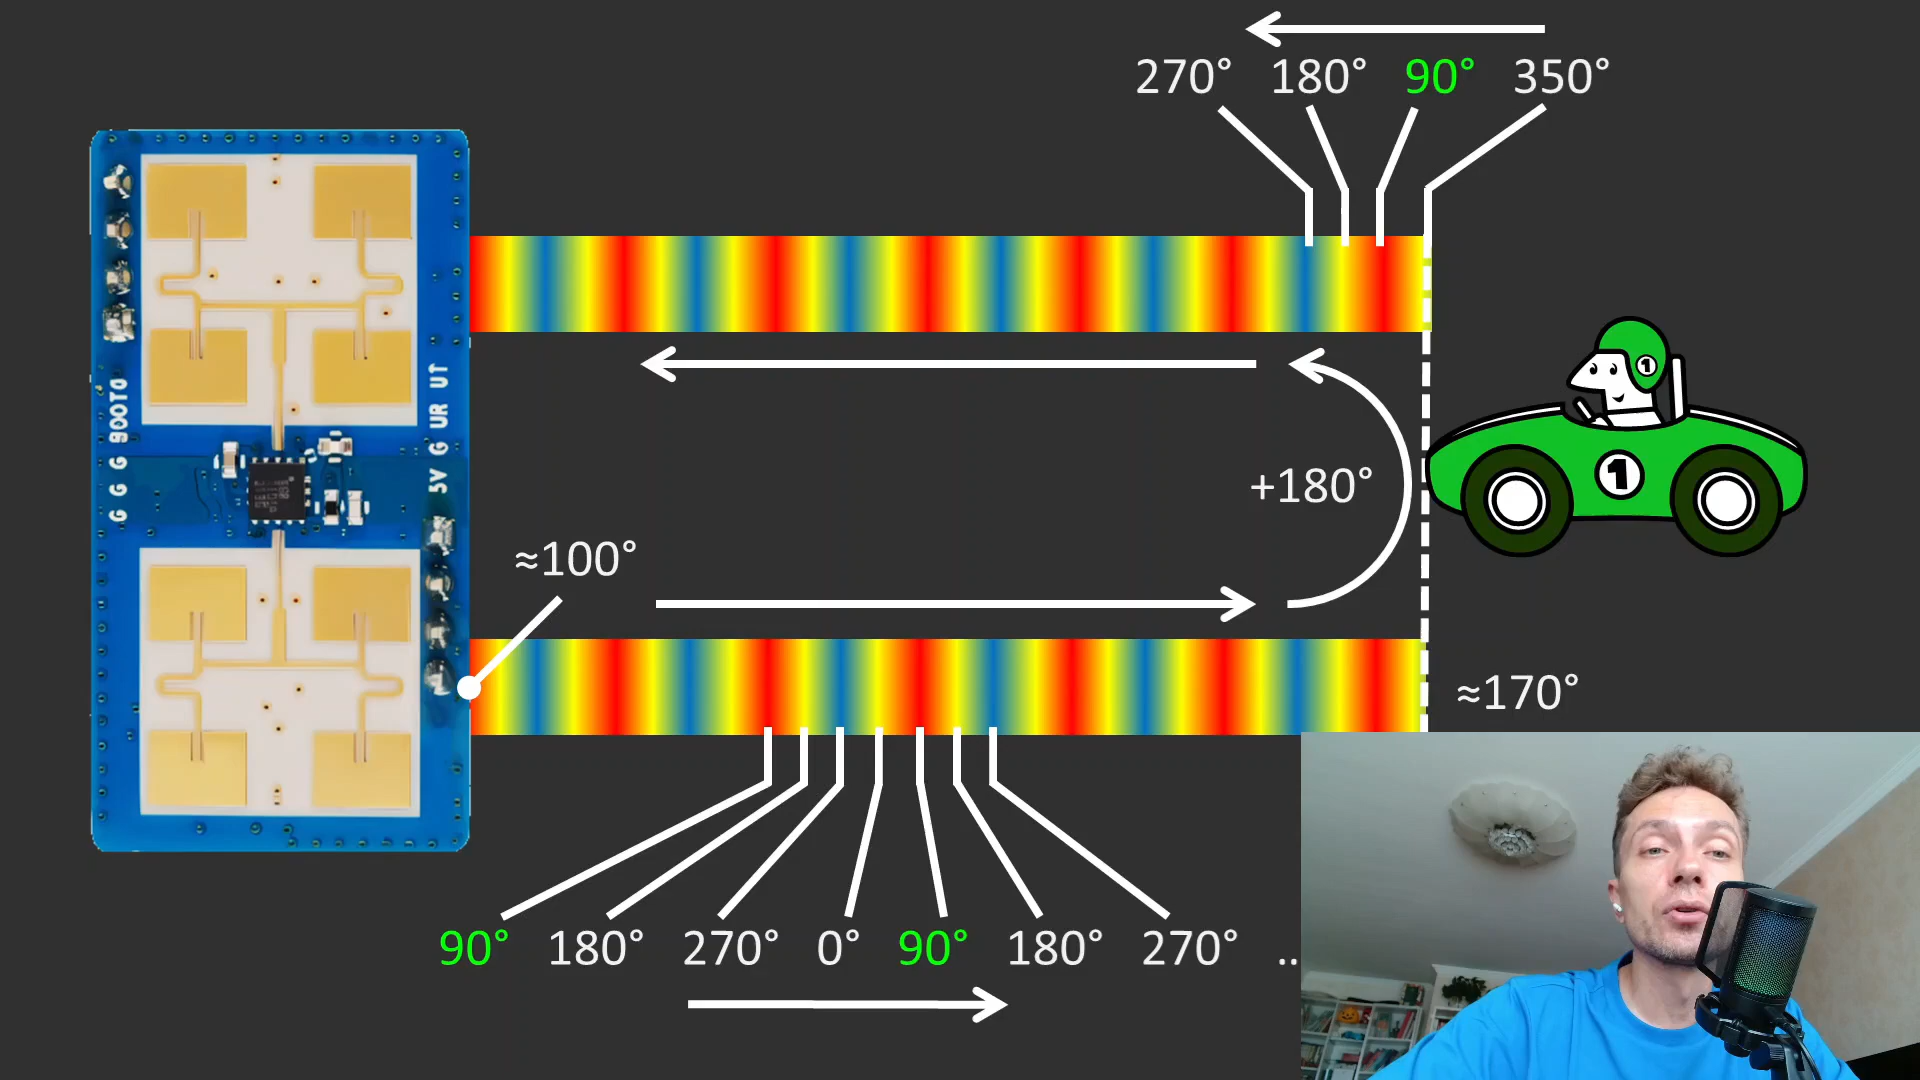 270° 180° 90° 350°
BOOT0
G G G
UT
UR
G
5V
1
+180°
1
≈100°
≈170°
90° 180° 270° 0° 90° 180° 270° ..